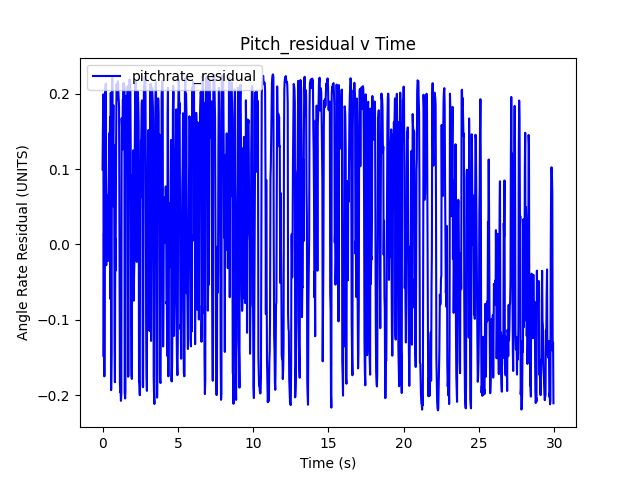 Pitch_residual v Time
pitchrate_residual
Angle Rate Residual (UNITS)
0.2
0.1
0.0
−0.1
−0.2
0 5 10 15 20 25 30
Time (s)